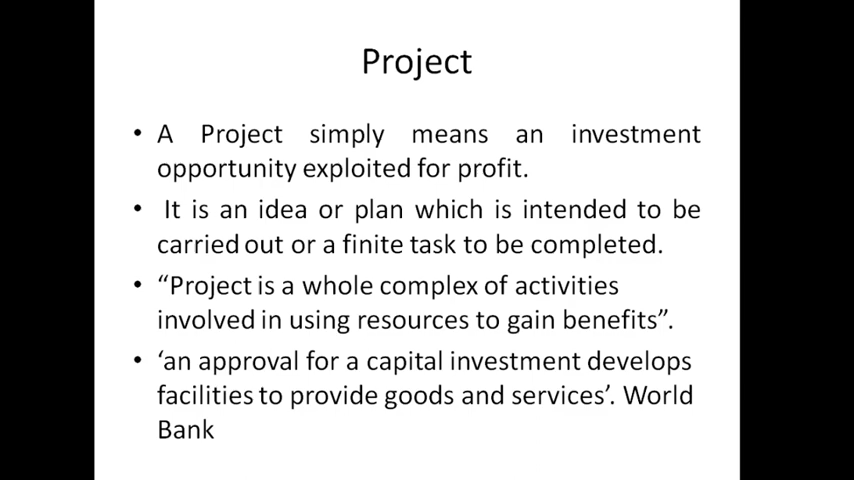 Project
• A Project simply means an investment
opportunity exploited for profit.
• It is an idea or plan which is intended to be
carried out or a finite task to be completed.
• “Project is a whole complex of activities
involved in using resources to gain benefits”.
• ‘an approval for a capital investment develops
facilities to provide goods and services’. World
Bank